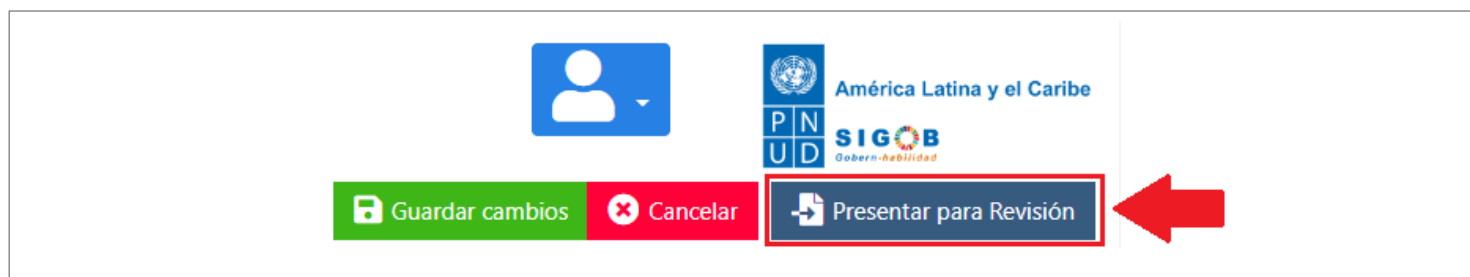 América Latina y el Caribe
P N
U D
SIGOB
Gobern-habilidad
Guardar cambios
Cancelar
Presentar para Revisión